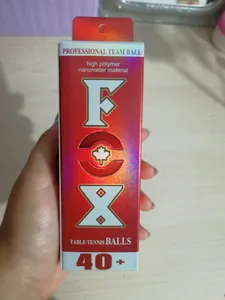 PROFESSIONAL TEAM BALL
high polymer
nanometer material
F
O
X
TABLE TENNIS BALLS
40+